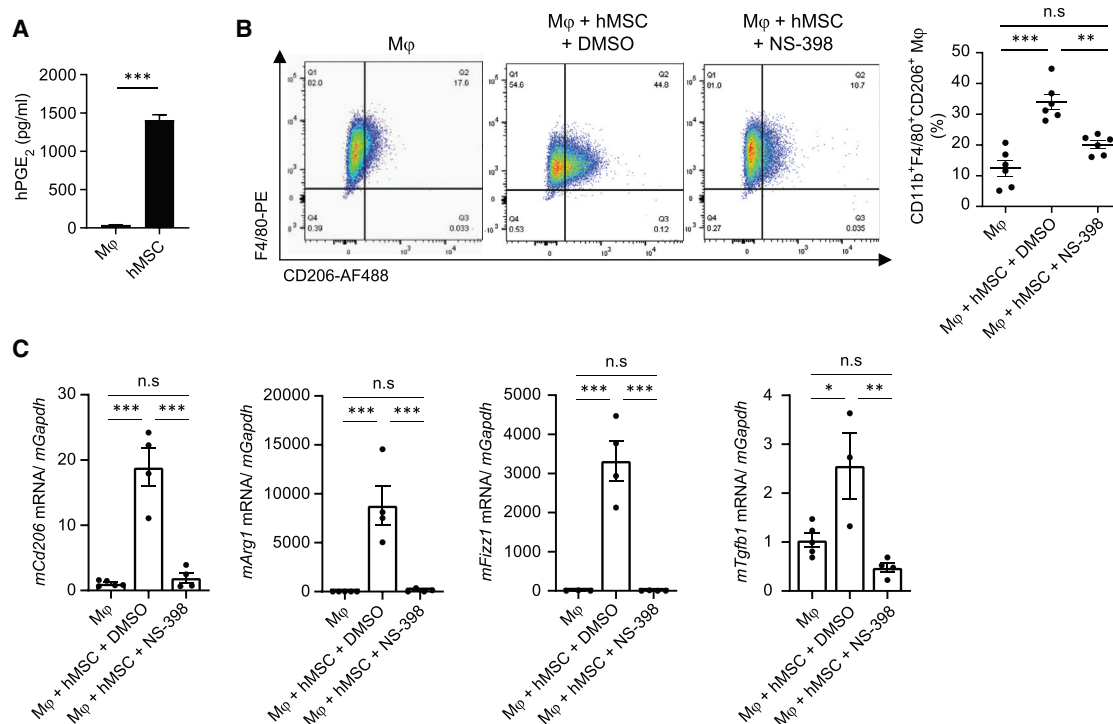 A
hPGE2 (pg/ml)
2000
1500
1000
500
0
***
Mφ
hMSC
B
Mφ
Mφ + hMSC
+ DMSO
Mφ + hMSC
+ NS-398
F4/80-PE
CD206-AF488
Q1
82.0
Q2
17.6
Q4
0.39
Q3
0.033
Q1
54.6
Q2
44.8
Q4
0.53
Q3
0.12
Q1
81.0
Q2
18.7
Q4
0.27
Q3
0.035
n.s
*** **
CD11b+F4/80+CD206+ Mφ
(%)
50
40
30
20
10
0
Mφ
Mφ + hMSC + DMSO
Mφ + hMSC + NS-398
C
mCd206 mRNA/ mGapdh
30
20
10
0
n.s
*** ***
Mφ
Mφ + hMSC + DMSO
Mφ + hMSC + NS-398
mArg1 mRNA/ mGapdh
20000
15000
10000
5000
0
n.s
*** ***
Mφ
Mφ + hMSC + DMSO
Mφ + hMSC + NS-398
mFizz1 mRNA/ mGapdh
5000
4000
3000
2000
1000
0
n.s
*** ***
Mφ
Mφ + hMSC + DMSO
Mφ + hMSC + NS-398
mTgfb1 mRNA/ mGapdh
4
3
2
1
0
n.s
* **
Mφ
Mφ + hMSC + DMSO
Mφ + hMSC + NS-398